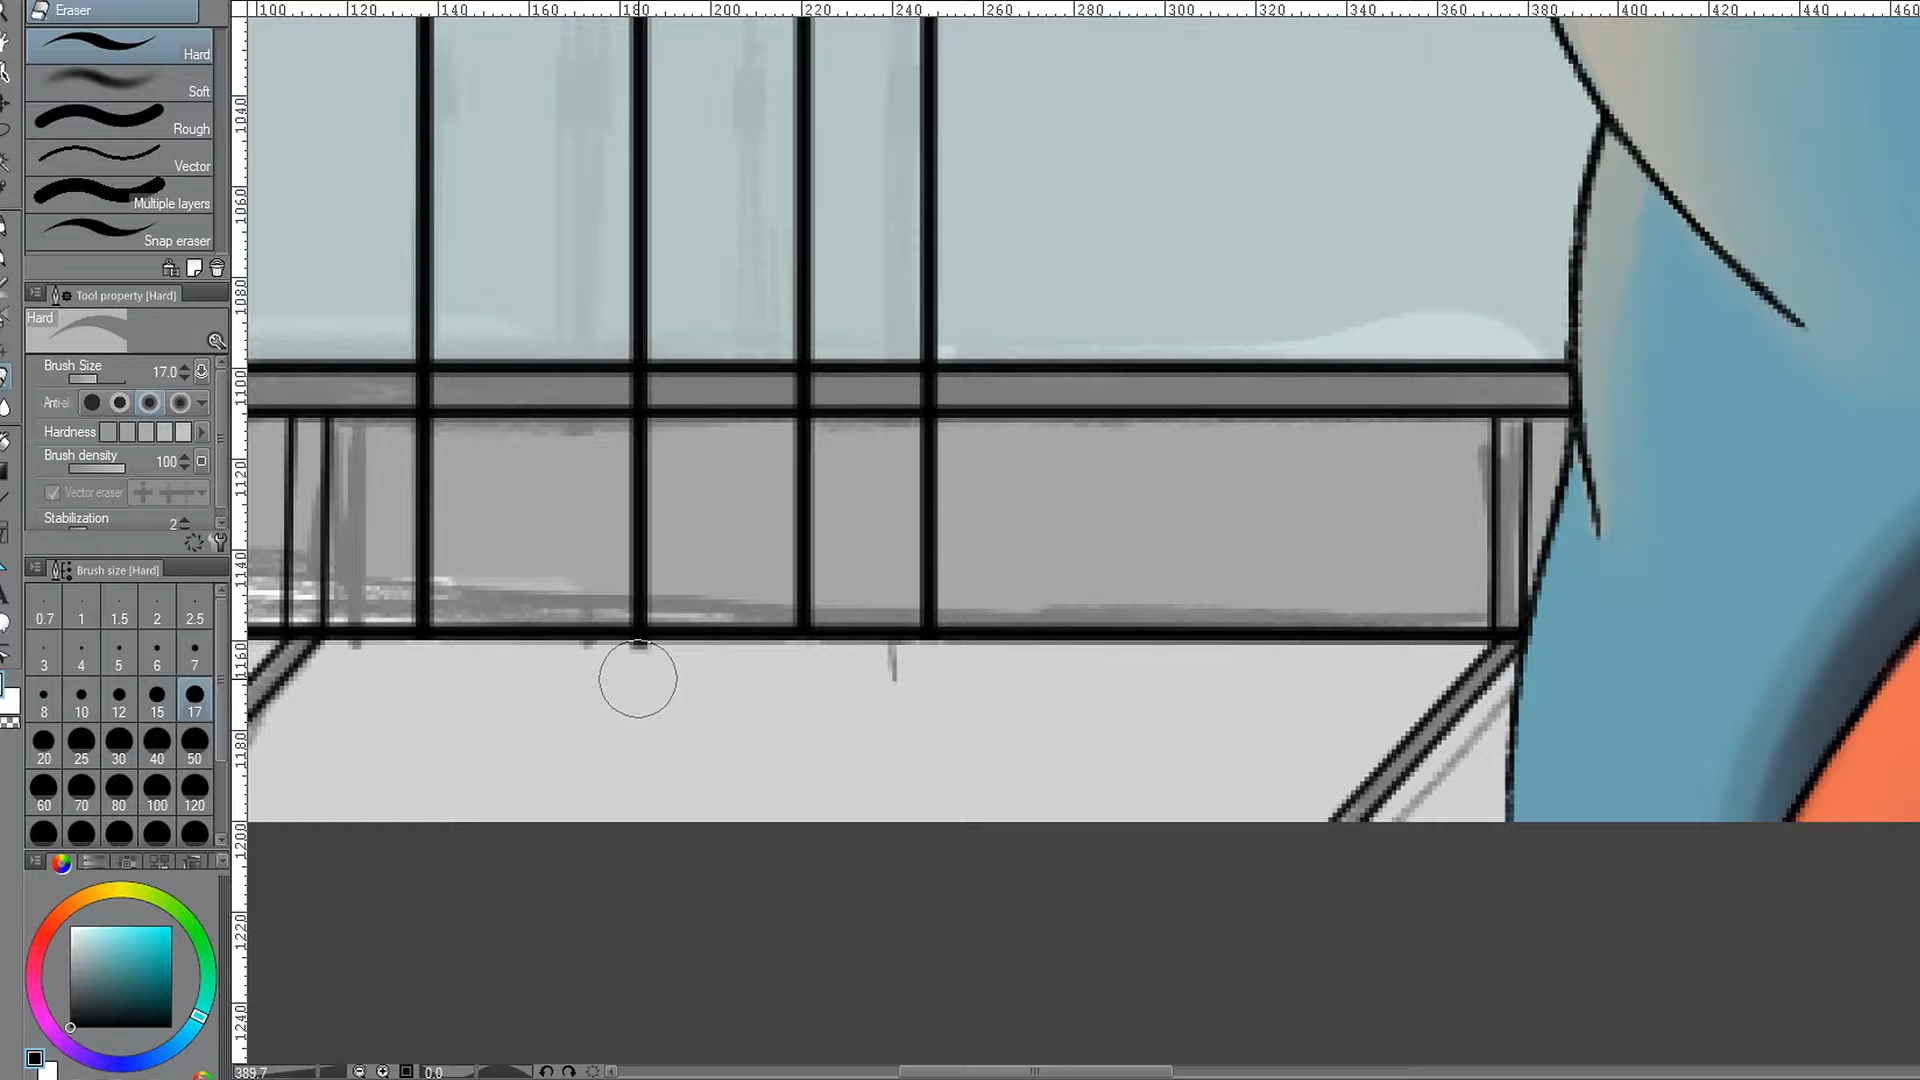 Eraser
100 120 140 160 180 200 220 240 260 280 300 320 340 360 380 400 420 440 460
Hard
Soft
Rough
Vector
Multiple layers
Snap eraser
Tool property [Hard]
Hard
Brush Size 17.0
Anti-al
Hardness
Brush density 100
Vector eraser
Stabilization 2
Brush size [Hard]
0.7 1 1.5 2 2.5
3 4 5 6 7
8 10 12 15 17
20 25 30 40 50
60 70 80 100 120
1040
1060
1080
1100
1120
1140
1160
1180
1200
1220
1240
389.7 0.0